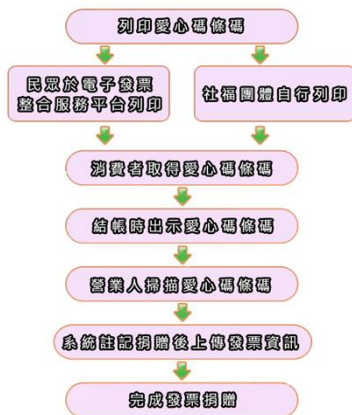 列印愛心碼條碼
民眾於電子發票
整合服務平台列印
社福團體自行列印
消費者取得愛心碼條碼
結帳時出示愛心碼條碼
營業人掃描愛心碼條碼
系統註記捐贈後上傳發票資訊
完成發票捐贈